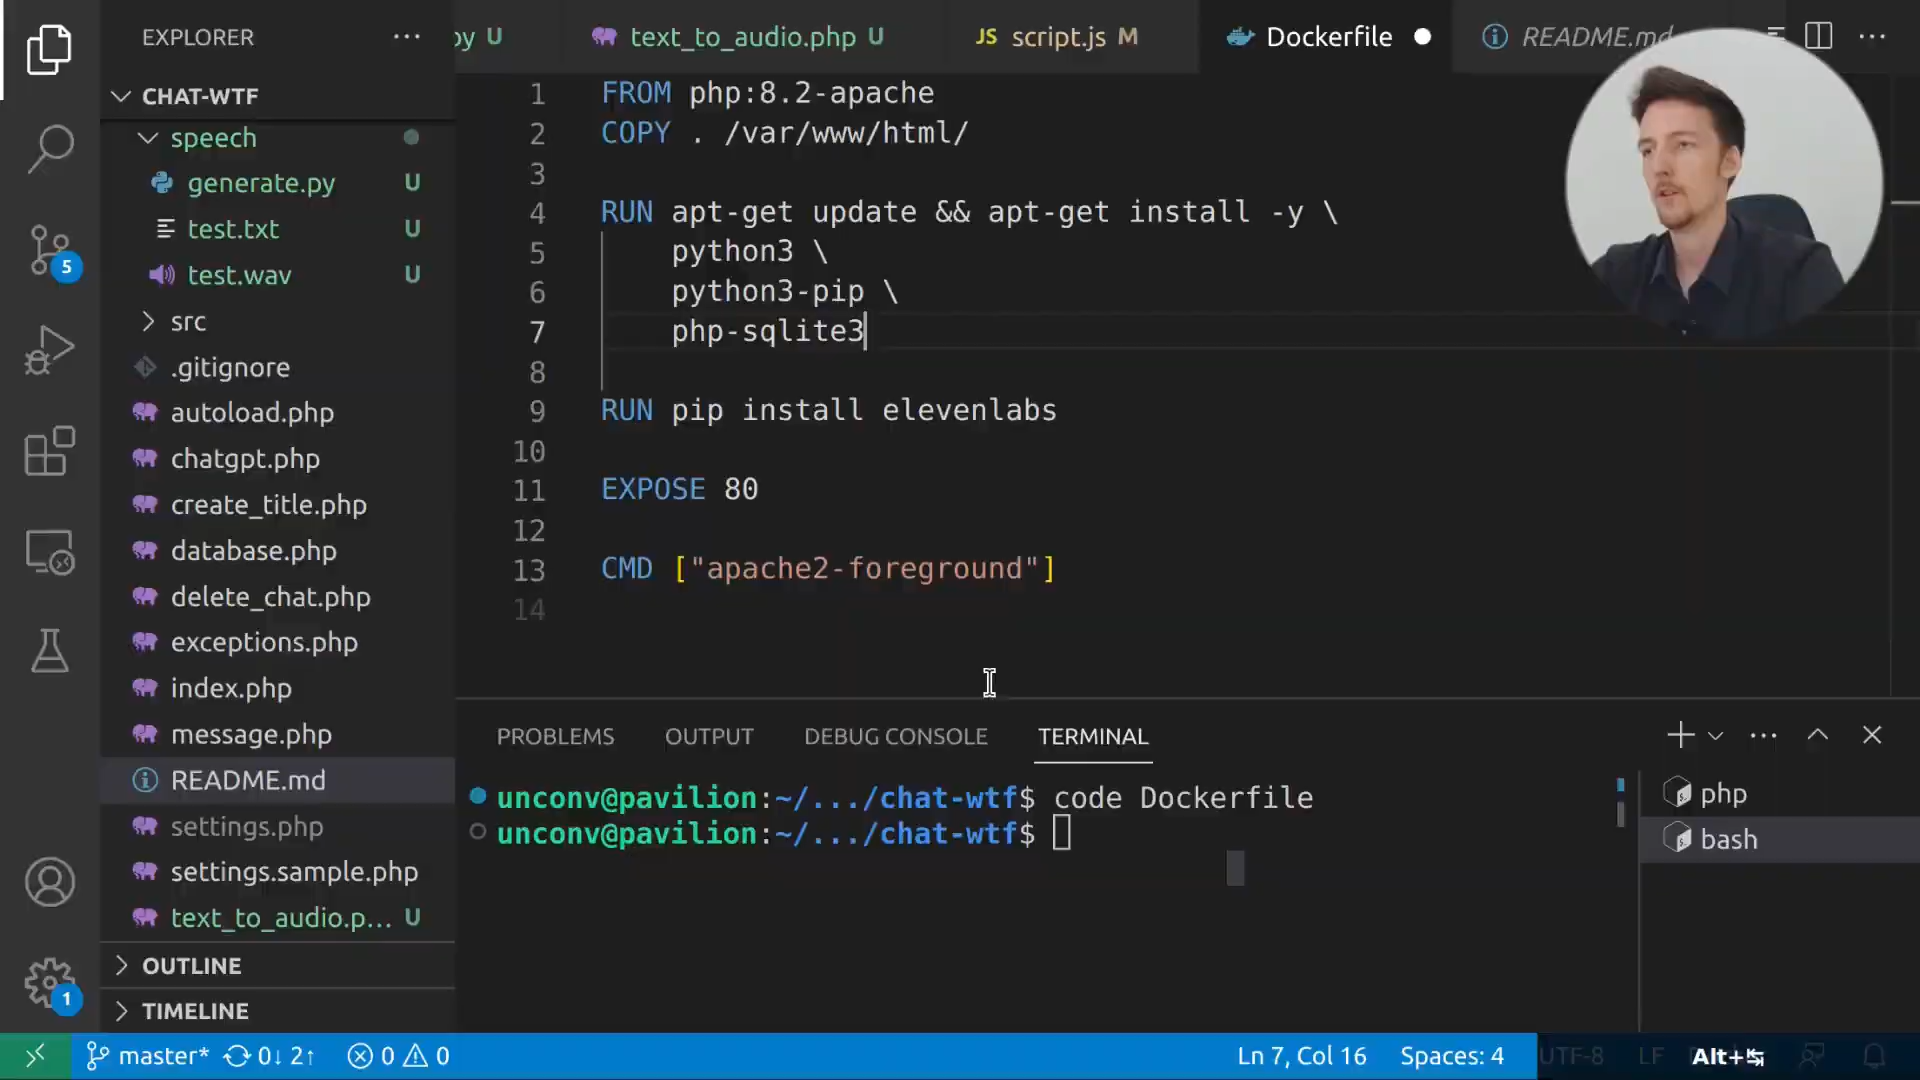 EXPLORER
CHAT-WTF
speech
generate.py U
test.txt U
test.wav U
src
.gitignore
autoload.php
chatgpt.php
create_title.php
database.php
delete_chat.php
exceptions.php
index.php
message.php
README.md
settings.php
settings.sample.php
text_to_audio.p... U
OUTLINE
TIMELINE
5
1
py U
text_to_audio.php U
JS script.js M
Dockerfile
README.md
1 FROM php:8.2-apache
2 COPY . /var/www/html/
3
4 RUN apt-get update && apt-get install -y \
5 python3 \
6 python3-pip \
7 php-sqlite3
8
9 RUN pip install elevenlabs
10
11 EXPOSE 80
12
13 CMD ["apache2-foreground"]
14
PROBLEMS OUTPUT DEBUG CONSOLE TERMINAL
unconv@pavilion:~/.../chat-wtf$ code Dockerfile
unconv@pavilion:~/.../chat-wtf$
php
bash
master* 0↓ 2↑ 0 0
Ln 7, Col 16 Spaces: 4 UTF-8 LF
Alt+↹